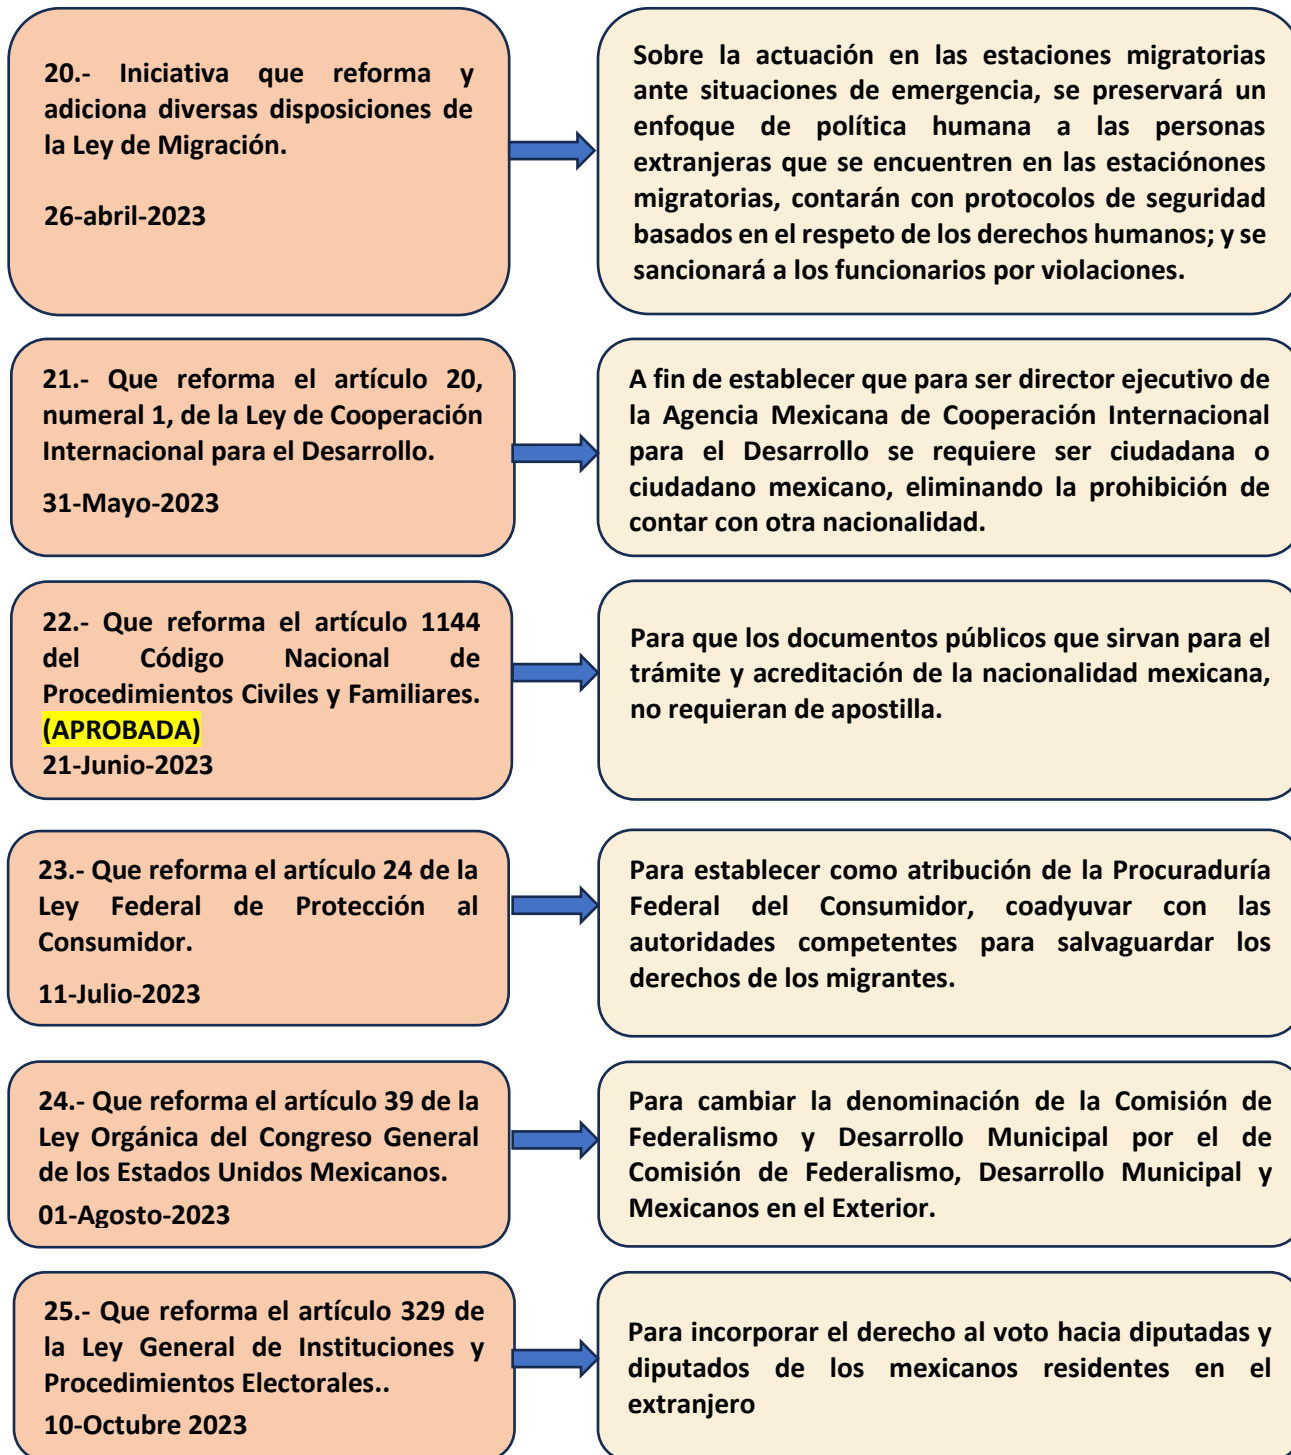 20.- Iniciativa que reforma y
adiciona diversas disposiciones de
la Ley de Migración.
26-abril-2023
Sobre la actuación en las estaciones migratorias
ante situaciones de emergencia, se preservará un
enfoque de política humana a las personas
extranjeras que se encuentren en las estaciónones
migratorias, contarán con protocolos de seguridad
basados en el respeto de los derechos humanos; y se
sancionará a los funcionarios por violaciones.
21.- Que reforma el artículo 20,
numeral 1, de la Ley de Cooperación
Internacional para el Desarrollo.
31-Mayo-2023
A fin de establecer que para ser director ejecutivo de
la Agencia Mexicana de Cooperación Internacional
para el Desarrollo se requiere ser ciudadana o
ciudadano mexicano, eliminando la prohibición de
contar con otra nacionalidad.
22.- Que reforma el artículo 1144
del Código Nacional de
Procedimientos Civiles y Familiares.
(APROBADA)
21-Junio-2023
Para que los documentos públicos que sirvan para el
trámite y acreditación de la nacionalidad mexicana,
no requieran de apostilla.
23.- Que reforma el artículo 24 de la
Ley Federal de Protección al
Consumidor.
11-Julio-2023
Para establecer como atribución de la Procuraduría
Federal del Consumidor, coadyuvar con las
autoridades competentes para salvaguardar los
derechos de los migrantes.
24.- Que reforma el artículo 39 de la
Ley Orgánica del Congreso General
de los Estados Unidos Mexicanos.
01-Agosto-2023
Para cambiar la denominación de la Comisión de
Federalismo y Desarrollo Municipal por el de
Comisión de Federalismo, Desarrollo Municipal y
Mexicanos en el Exterior.
25.- Que reforma el artículo 329 de
la Ley General de Instituciones y
Procedimientos Electorales..
10-Octubre 2023
Para incorporar el derecho al voto hacia diputadas y
diputados de los mexicanos residentes en el
extranjero